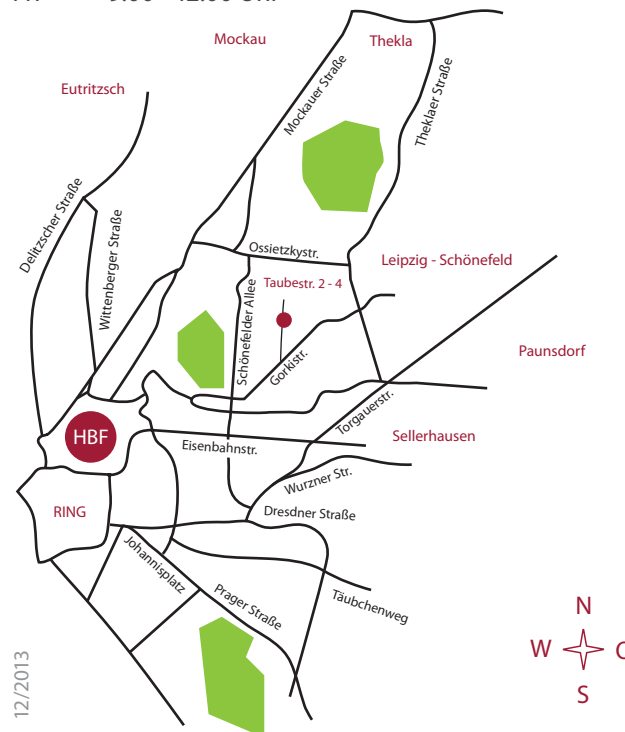 Mockau
Thekla
Eutritzsch
Mockauer Straße
Theklaer Straße
Delitzscher Straße
Wittenberger Straße
Ossietzkystr.
Leipzig - Schönefeld
Taubestr. 2 - 4
Schönefelder Allee
Gorkistr.
Paunsdorf
Torgauerstr.
HBF
Eisenbahnstr.
Sellerhausen
Wurzner Str.
RING
Dresdner Straße
Johannisplatz
Prager Straße
Täubchenweg
N
W
O
S
12/2013